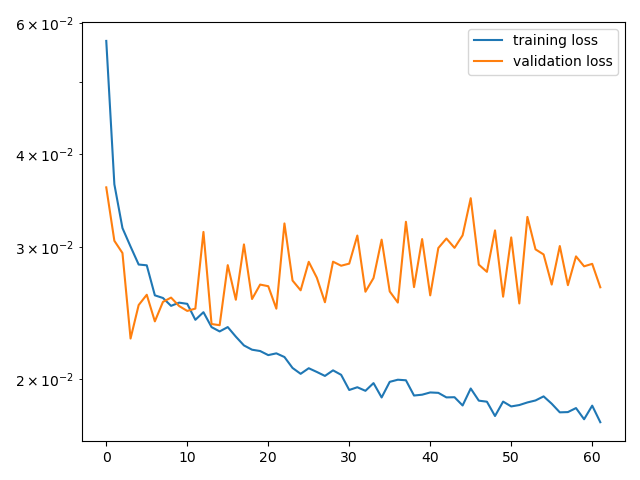 6 × 10⁻²
4 × 10⁻²
3 × 10⁻²
2 × 10⁻²
training loss
validation loss
0 10 20 30 40 50 60